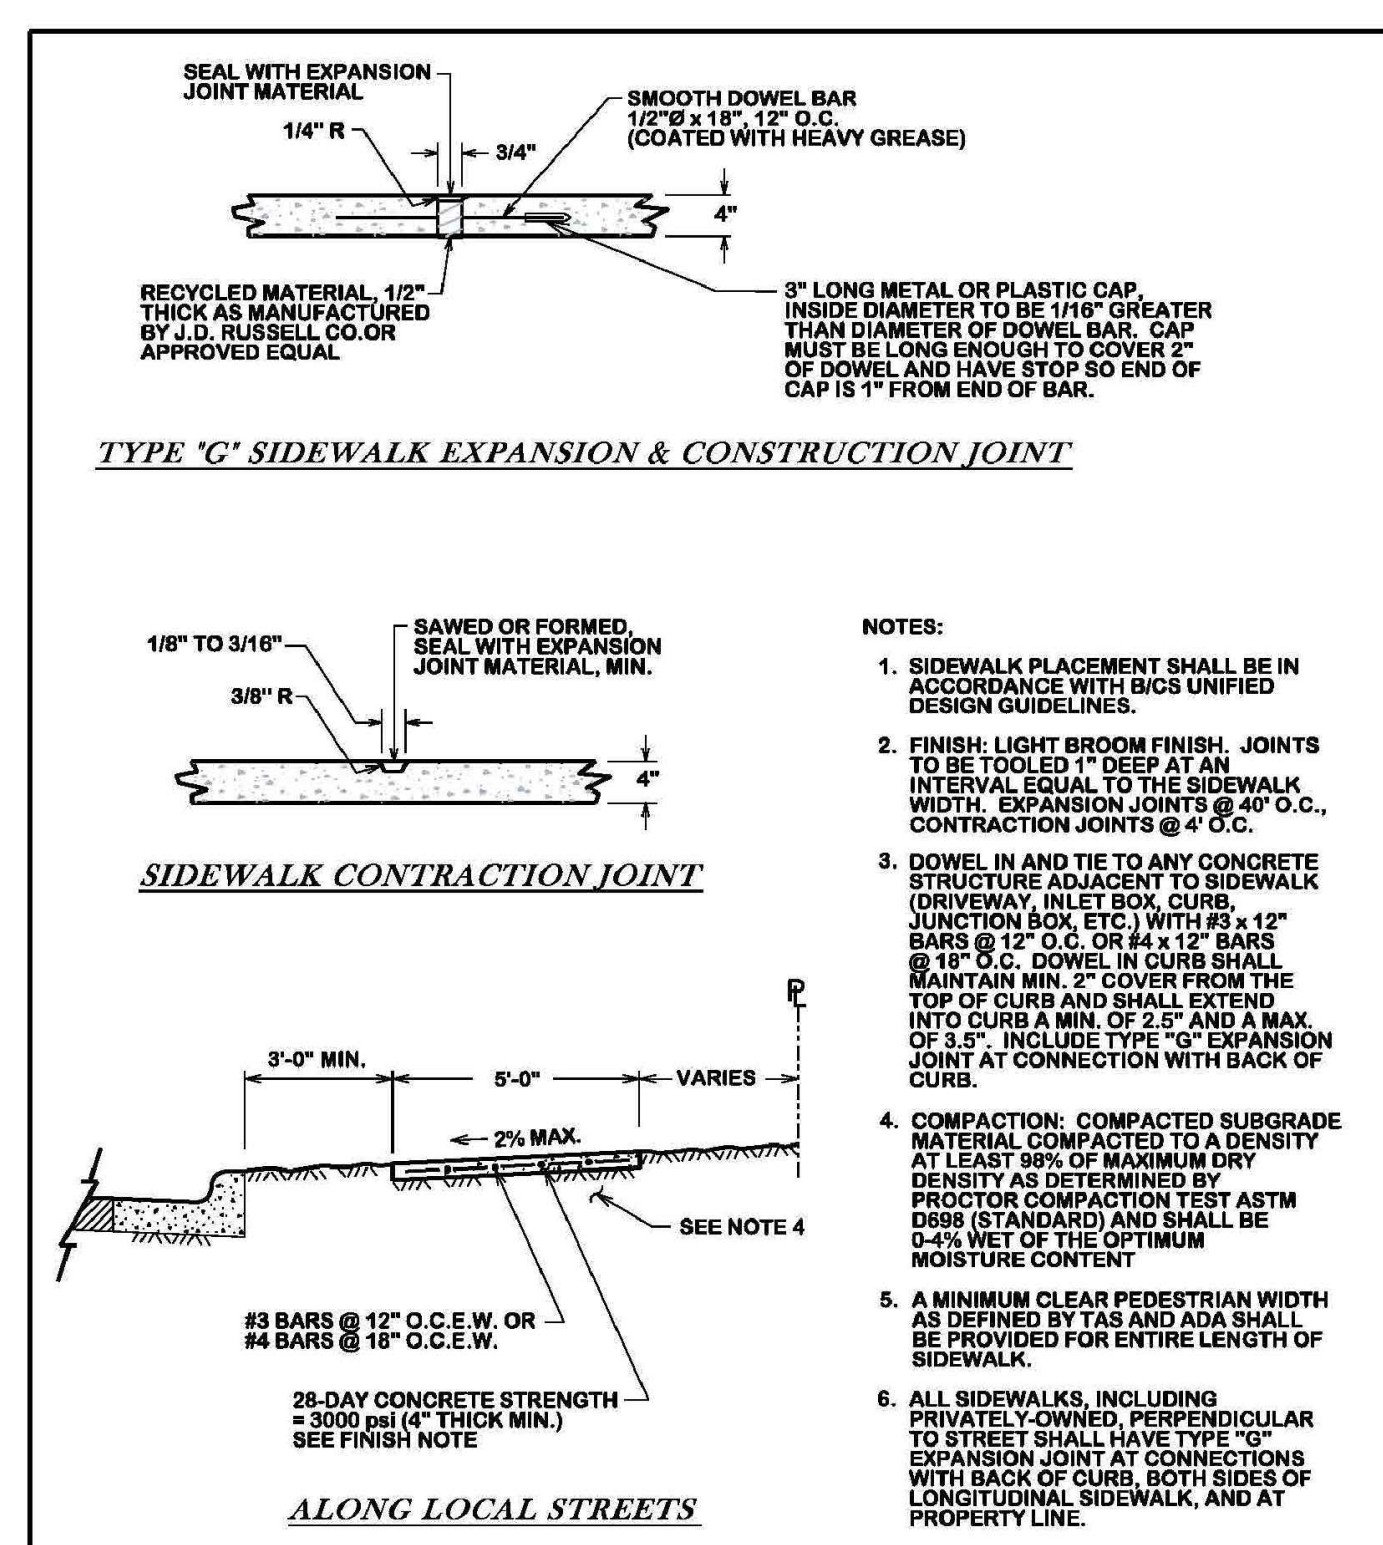 SEAL WITH EXPANSION
JOINT MATERIAL
1/4" R
3/4"
SMOOTH DOWEL BAR
1/2"Ø x 18", 12" O.C.
(COATED WITH HEAVY GREASE)
4"
RECYCLED MATERIAL, 1/2"
THICK AS MANUFACTURED
BY J.D. RUSSELL CO.OR
APPROVED EQUAL
3" LONG METAL OR PLASTIC CAP,
INSIDE DIAMETER TO BE 1/16" GREATER
THAN DIAMETER OF DOWEL BAR. CAP
MUST BE LONG ENOUGH TO COVER 2"
OF DOWEL AND HAVE STOP SO END OF
CAP IS 1" FROM END OF BAR.
TYPE "G" SIDEWALK EXPANSION & CONSTRUCTION JOINT
1/8" TO 3/16"
3/8" R
SAWED OR FORMED,
SEAL WITH EXPANSION
JOINT MATERIAL, MIN.
4"
SIDEWALK CONTRACTION JOINT
3'-0" MIN.
5'-0"
VARIES
PL
2% MAX.
SEE NOTE 4
#3 BARS @ 12" O.C.E.W. OR
#4 BARS @ 18" O.C.E.W.
28-DAY CONCRETE STRENGTH
= 3000 psi (4" THICK MIN.)
SEE FINISH NOTE
ALONG LOCAL STREETS
NOTES:
1. SIDEWALK PLACEMENT SHALL BE IN
ACCORDANCE WITH B/CS UNIFIED
DESIGN GUIDELINES.
2. FINISH: LIGHT BROOM FINISH. JOINTS
TO BE TOOLED 1" DEEP AT AN
INTERVAL EQUAL TO THE SIDEWALK
WIDTH. EXPANSION JOINTS @ 40' O.C.,
CONTRACTION JOINTS @ 4' O.C.
3. DOWEL IN AND TIE TO ANY CONCRETE
STRUCTURE ADJACENT TO SIDEWALK
(DRIVEWAY, INLET BOX, CURB,
JUNCTION BOX, ETC.) WITH #3 x 12"
BARS @ 12" O.C. OR #4 x 12" BARS
@ 18" O.C. DOWEL IN CURB SHALL
MAINTAIN MIN. 2" COVER FROM THE
TOP OF CURB AND SHALL EXTEND
INTO CURB A MIN. OF 2.5" AND A MAX.
OF 3.5". INCLUDE TYPE "G" EXPANSION
JOINT AT CONNECTION WITH BACK OF
CURB.
4. COMPACTION: COMPACTED SUBGRADE
MATERIAL COMPACTED TO A DENSITY
AT LEAST 98% OF MAXIMUM DRY
DENSITY AS DETERMINED BY
PROCTOR COMPACTION TEST ASTM
D698 (STANDARD) AND SHALL BE
0-4% WET OF THE OPTIMUM
MOISTURE CONTENT
5. A MINIMUM CLEAR PEDESTRIAN WIDTH
AS DEFINED BY TAS AND ADA SHALL
BE PROVIDED FOR ENTIRE LENGTH OF
SIDEWALK.
6. ALL SIDEWALKS, INCLUDING
PRIVATELY-OWNED, PERPENDICULAR
TO STREET SHALL HAVE TYPE "G"
EXPANSION JOINT AT CONNECTIONS
WITH BACK OF CURB, BOTH SIDES OF
LONGITUDINAL SIDEWALK, AND AT
PROPERTY LINE.